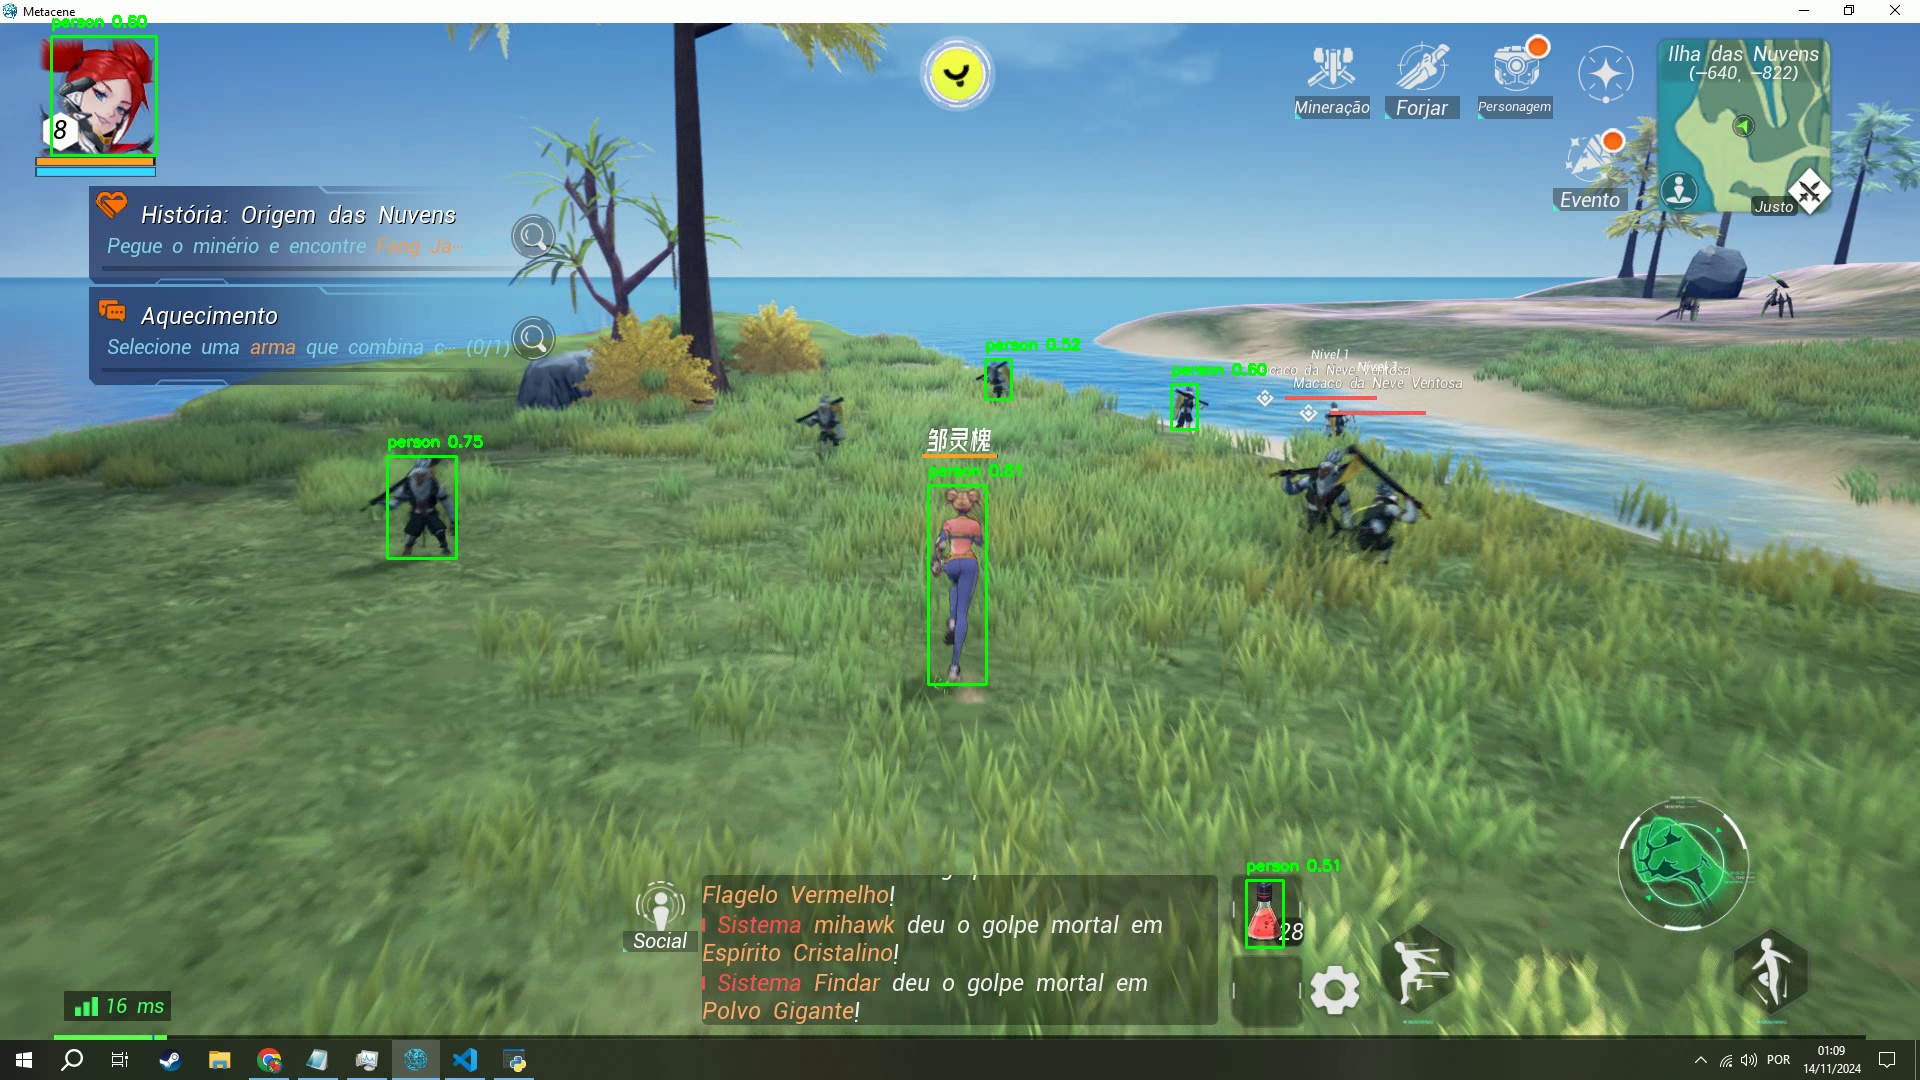 Metacene
person 0.60
8
História: Origem das Nuvens
Pegue o minério e encontre Fang Ja···
Aquecimento
Selecione uma arma que combina c··· (0/1)
Mineração
Forjar
Personagem
Evento
Ilha das Nuvens
(-640, -822)
Justo
person 0.52
person 0.60
Nível.1
Nível.1
Macaco da Neve Ventosa
person 0.75
邹灵槐
person 0.81
person 0.51
28
Social
Flagelo Vermelho!
Sistema mihawk deu o golpe mortal em
Espírito Cristalino!
Sistema Findar deu o golpe mortal em
Polvo Gigante!
16 ms
POR
01:09
14/11/2024